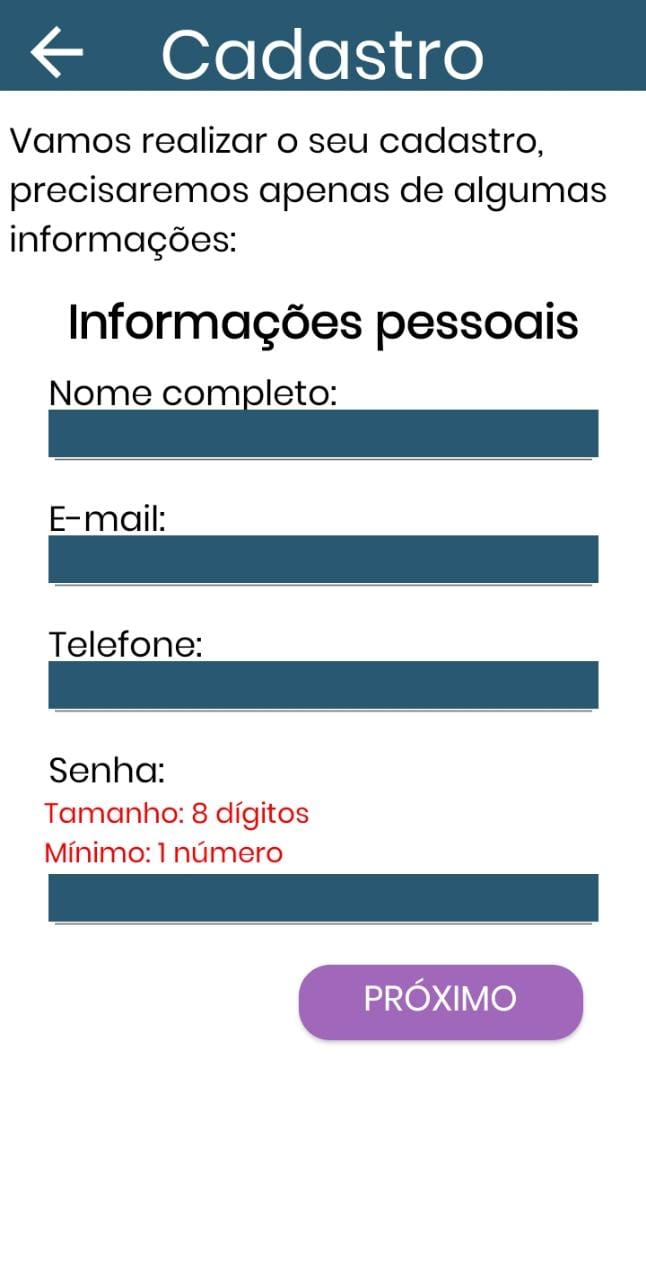 Cadastro
Vamos realizar o seu cadastro,
precisaremos apenas de algumas
informações:
Informações pessoais
Nome completo:
E-mail:
Telefone:
Senha:
Tamanho: 8 dígitos
Mínimo: 1 número
PRÓXIMO